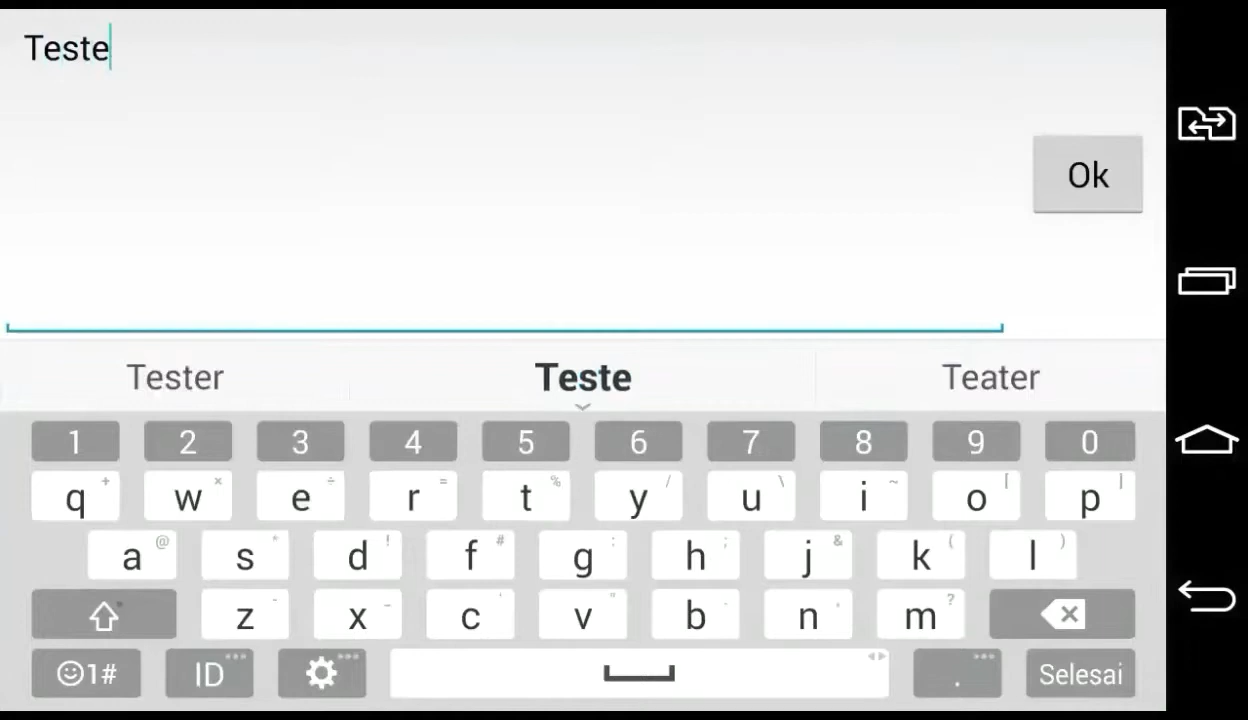 Teste
Ok
Tester Teste Teater
1 2 3 4 5 6 7 8 9 0
q + w × e ÷ r = t % y / u \ i ~ o [ p ]
a @ s * d ! f # g : h ; j & k ( l )
z - x _ c ' v " b n m ?
1# ID . Selesai